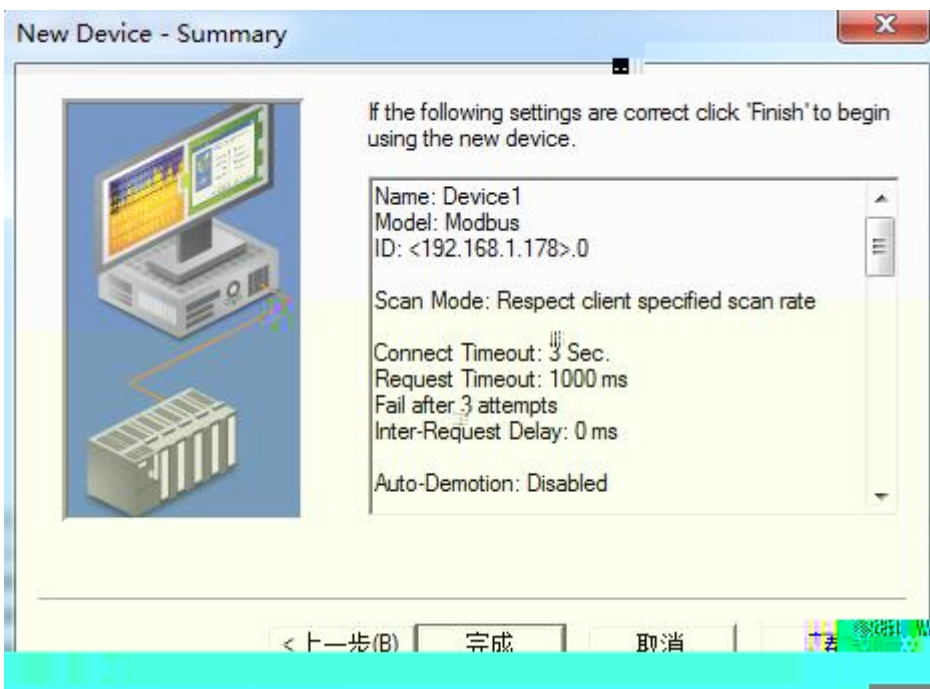 New Device - Summary
If the following settings are correct click 'Finish' to begin
using the new device.
Name: Device1
Model: Modbus
ID: <192.168.1.178>.0
Scan Mode: Respect client specified scan rate
Connect Timeout: 3 Sec.
Request Timeout: 1000 ms
Fail after 3 attempts
Inter-Request Delay: 0 ms
Auto-Demotion: Disabled
< 上一步(B) 完成 取消